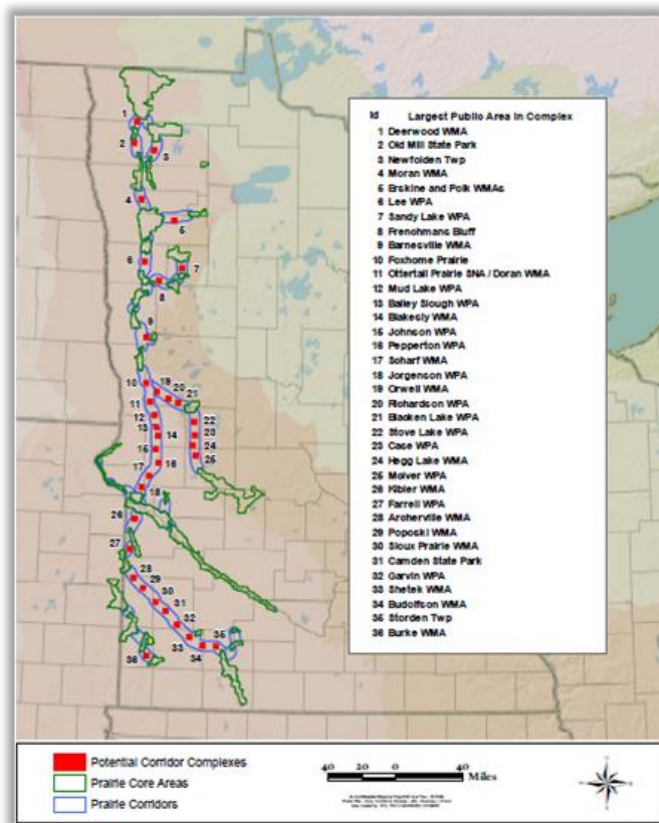 Id Largest Public Area in Complex
1 Deerwood WMA
2 Old Mill State Park
3 Newfolden Twp
4 Moran WMA
5 Erskine and Polk WMAs
6 Lee WPA
7 Sandy Lake WPA
8 Frenchmans Bluff
9 Barnesville WMA
10 Foxhome Prairie
11 Ottertail Prairie SNA / Doran WMA
12 Mud Lake WPA
13 Bailey Slough WPA
14 Blakesly WMA
15 Johnson WPA
16 Pepperton WPA
17 Scharf WMA
18 Jorgenson WPA
19 Orwell WMA
20 Richardson WPA
21 Blacken Lake WPA
22 Stove Lake WPA
23 Case WPA
24 Hegg Lake WMA
25 McIver WPA
26 Kibler WMA
27 Farrell WPA
28 Archerville WMA
29 Poposki WMA
30 Sioux Prairie WMA
31 Camden State Park
32 Garvin WPA
33 Shetek WMA
34 Budolfson WMA
35 Storden Twp
36 Burke WMA
1
2
3
4
5
6
7
8
9
10
19
20
21
11
12
22
13
14
23
24
15
25
16
17
18
26
27
28
29
30
31
32
33
34
35
36
Potential Corridor Complexes
Prairie Core Areas
Prairie Corridors
40 20 0 40
Miles